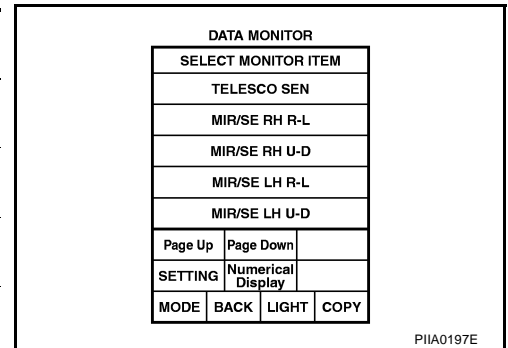 DATA MONITOR
SELECT MONITOR ITEM
TELESCO SEN
MIR/SE RH R-L
MIR/SE RH U-D
MIR/SE LH R-L
MIR/SE LH U-D
Page Up Page Down
SETTING Numerical Display
MODE BACK LIGHT COPY
PIIA0197E